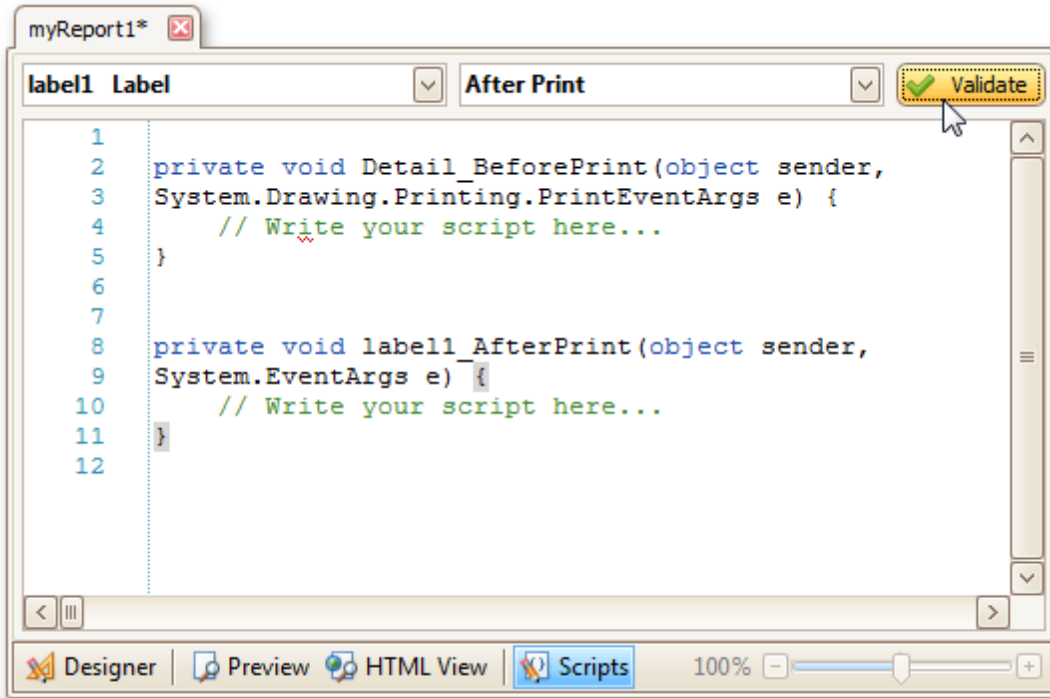 myReport1*
label1 Label After Print Validate
1
2 private void Detail_BeforePrint(object sender,
3 System.Drawing.Printing.PrintEventArgs e) {
4 // Write your script here...
5 }
6
7
8 private void label1_AfterPrint(object sender,
9 System.EventArgs e) {
10 // Write your script here...
11 }
12
Designer Preview HTML View Scripts 100%